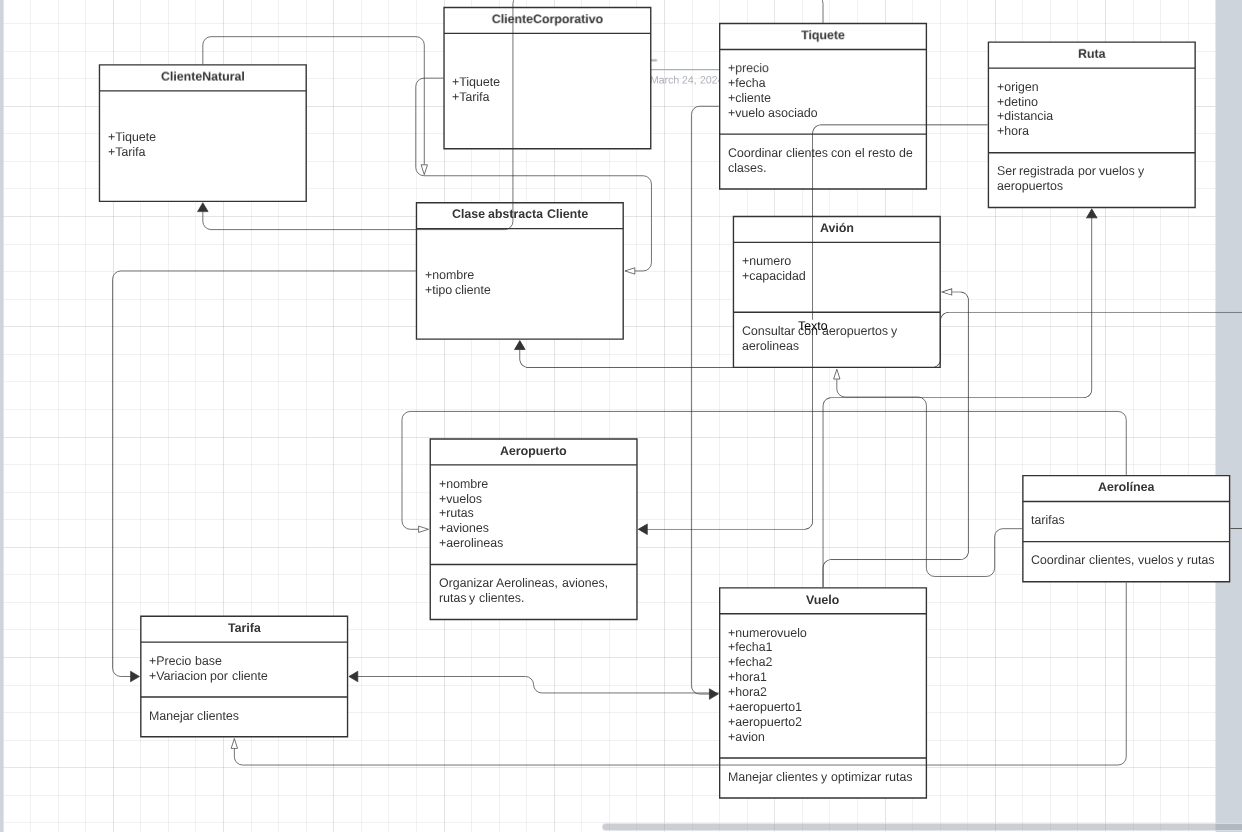 ClienteCorporativo
+Tiquete
+Tarifa
March 24, 202
Tiquete
+precio
+fecha
+cliente
+vuelo asociado
Coordinar clientes con el resto de
clases.
Ruta
+origen
+detino
+distancia
+hora
Ser registrada por vuelos y
aeropuertos
ClienteNatural
+Tiquete
+Tarifa
Clase abstracta Cliente
+nombre
+tipo cliente
Avión
+numero
+capacidad
Texto
Consultar con aeropuertos y
aerolineas
Aeropuerto
+nombre
+vuelos
+rutas
+aviones
+aerolineas
Organizar Aerolineas, aviones,
rutas y clientes.
Aerolínea
tarifas
Coordinar clientes, vuelos y rutas
Tarifa
+Precio base
+Variacion por cliente
Manejar clientes
Vuelo
+numerovuelo
+fecha1
+fecha2
+hora1
+hora2
+aeropuerto1
+aeropuerto2
+avion
Manejar clientes y optimizar rutas